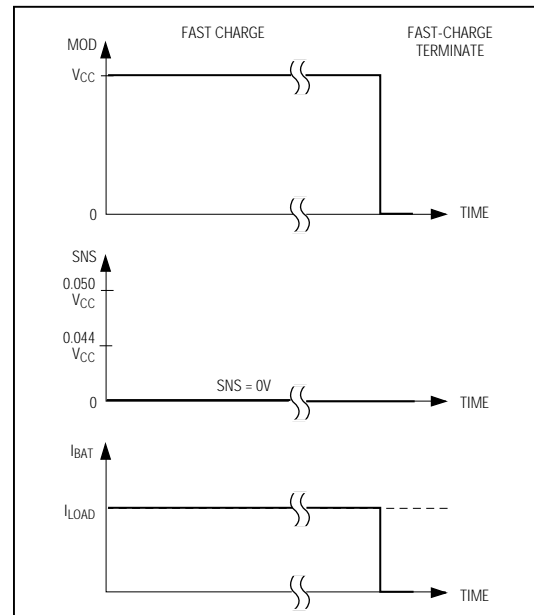 FAST CHARGE
FAST-CHARGE
TERMINATE
MOD
VCC
0
TIME
SNS
0.050
VCC
0.044
VCC
SNS = 0V
0
TIME
IBAT
ILOAD
TIME